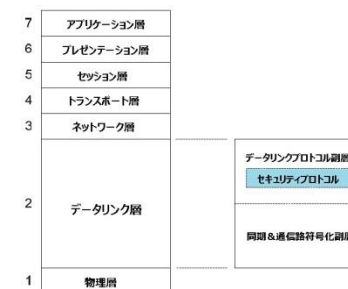 7 アプリケーション層
6 プレゼンテーション層
5 セッション層
4 トランスポート層
3 ネットワーク層
2 データリンク層
1 物理層
データリンクプロトコル副層
セキュリティプロトコル
同期&通信路符号化副層